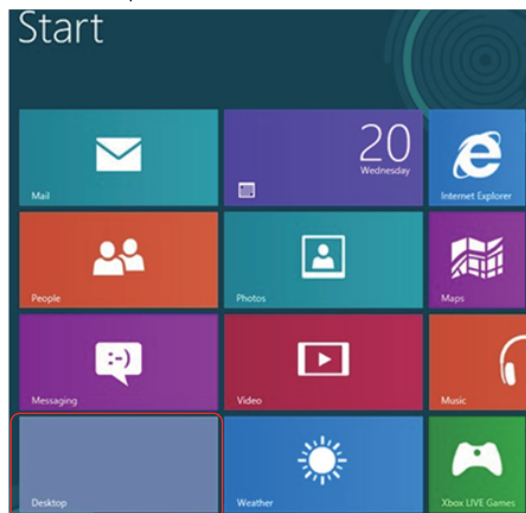 Start
Mail
20
Wednesday
Internet Explorer
People
Photos
Maps
:-)
Messaging
Video
Music
Desktop
Weather
Xbox LIVE Games